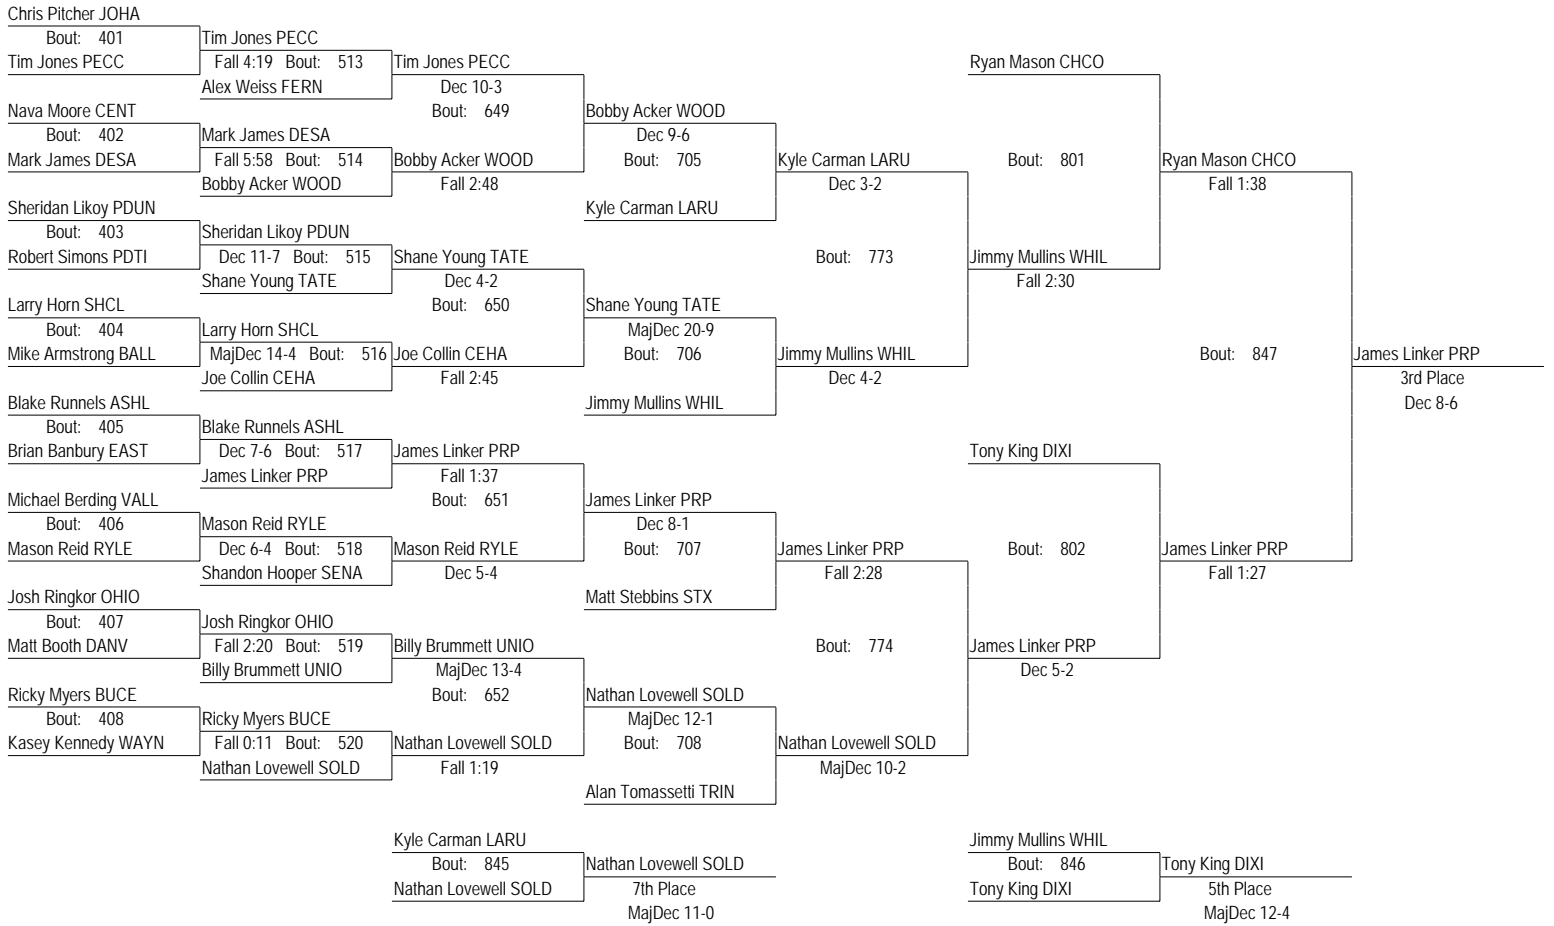 Chris Pitcher JOHA
Bout: 401
Tim Jones PECC
Tim Jones PECC
Fall 4:19 Bout: 513
Tim Jones PECC
Ryan Mason CHCO
Alex Weiss FERN
Dec 10-3
Nava Moore CENT
Bout: 649
Bobby Acker WOOD
Bout: 402
Mark James DESA
Dec 9-6
Mark James DESA
Fall 5:58 Bout: 514
Bobby Acker WOOD
Bout: 705
Kyle Carman LARU
Bout: 801
Ryan Mason CHCO
Bobby Acker WOOD
Fall 2:48
Dec 3-2
Fall 1:38
Sheridan Likoy PDUN
Kyle Carman LARU
Bout: 403
Sheridan Likoy PDUN
Robert Simons PDTI
Dec 11-7 Bout: 515
Shane Young TATE
Bout: 773
Jimmy Mullins WHIL
Shane Young TATE
Dec 4-2
Fall 2:30
Larry Horn SHCL
Bout: 650
Shane Young TATE
Bout: 404
Larry Horn SHCL
MajDec 20-9
Mike Armstrong BALL
MajDec 14-4 Bout: 516
Joe Collin CEHA
Bout: 706
Jimmy Mullins WHIL
Bout: 847
James Linker PRP
Joe Collin CEHA
Fall 2:45
Dec 4-2
3rd Place
Blake Runnels ASHL
Jimmy Mullins WHIL
Dec 8-6
Bout: 405
Blake Runnels ASHL
Brian Banbury EAST
Dec 7-6 Bout: 517
James Linker PRP
Tony King DIXI
James Linker PRP
Fall 1:37
Michael Berding VALL
Bout: 651
James Linker PRP
Bout: 406
Mason Reid RYLE
Dec 8-1
Mason Reid RYLE
Dec 6-4 Bout: 518
Mason Reid RYLE
Bout: 707
James Linker PRP
Bout: 802
James Linker PRP
Shandon Hooper SENA
Dec 5-4
Fall 2:28
Fall 1:27
Josh Ringkor OHIO
Matt Stebbins STX
Bout: 407
Josh Ringkor OHIO
Matt Booth DANV
Fall 2:20 Bout: 519
Billy Brummett UNIO
Bout: 774
James Linker PRP
Billy Brummett UNIO
MajDec 13-4
Dec 5-2
Ricky Myers BUCE
Bout: 652
Nathan Lovewell SOLD
Bout: 408
Ricky Myers BUCE
MajDec 12-1
Kasey Kennedy WAYN
Fall 0:11 Bout: 520
Nathan Lovewell SOLD
Bout: 708
Nathan Lovewell SOLD
Nathan Lovewell SOLD
Fall 1:19
MajDec 10-2
Alan Tomassetti TRIN
Kyle Carman LARU
Jimmy Mullins WHIL
Bout: 845
Nathan Lovewell SOLD
Bout: 846
Tony King DIXI
Nathan Lovewell SOLD
7th Place
Tony King DIXI
5th Place
MajDec 11-0
MajDec 12-4